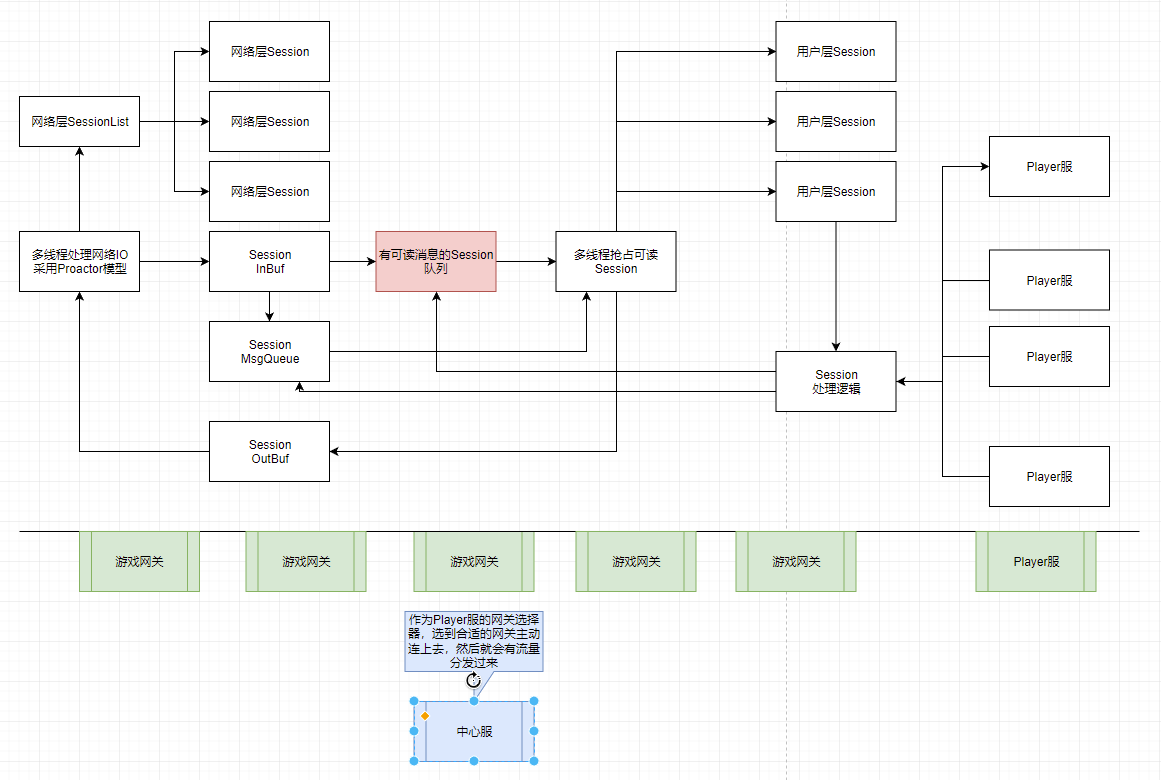 网络层Session
用户层Session
网络层SessionList
网络层Session
用户层Session
Player服
网络层Session
用户层Session
多线程处理网络IO
采用Proactor模型
Session
InBuf
有可读消息的Session
队列
多线程抢占可读
Session
Player服
Session
MsgQueue
Player服
Session
处理逻辑
Session
OutBuf
Player服
游戏网关
游戏网关
游戏网关
游戏网关
游戏网关
Player服
作为Player服的网关选择
器，选到合适的网关主动
连上去，然后就会有流量
分发过来
中心服